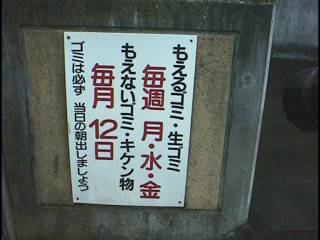 もえるゴミ・生ゴミ
毎週 月・水・金
もえないゴミ・キケン物
毎月 12日
ゴミは必ず 当日の朝出しましょう